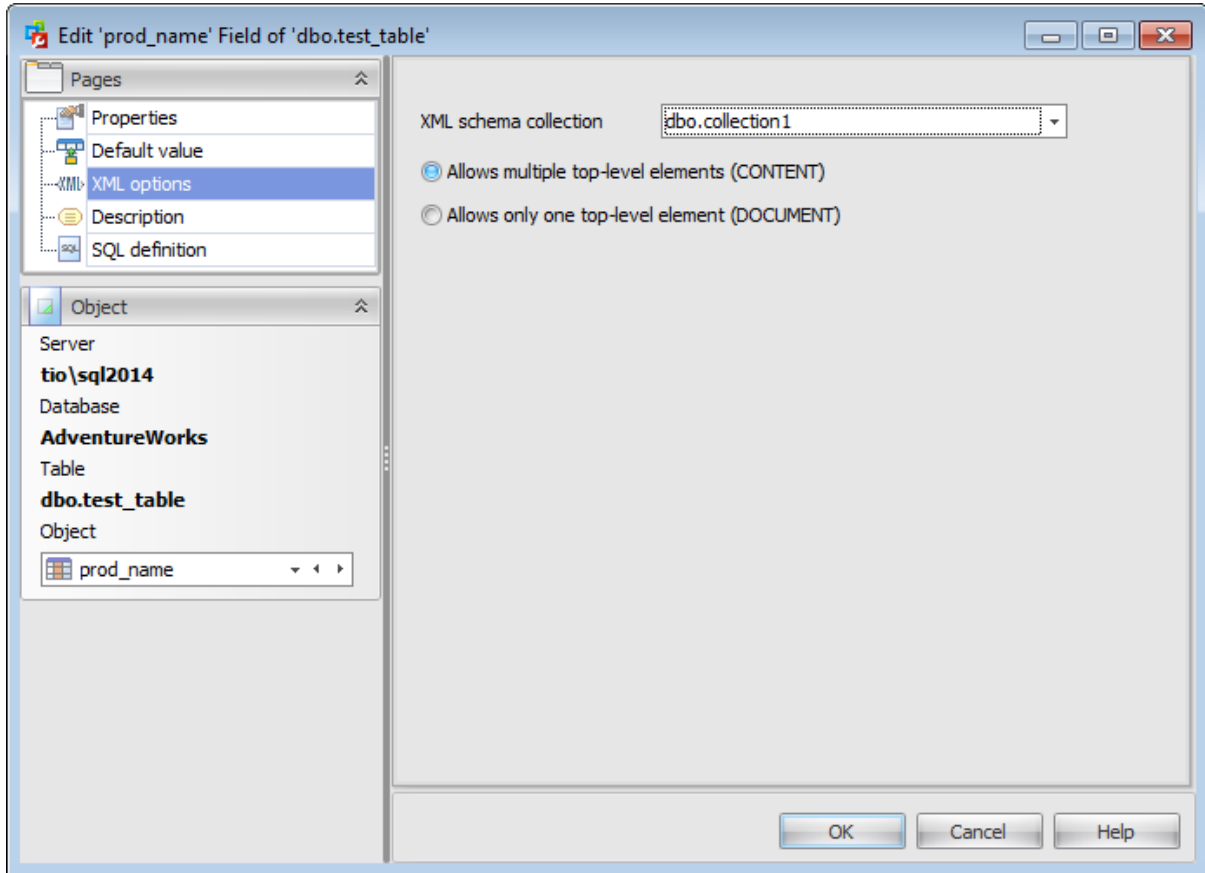 Edit 'prod_name' Field of 'dbo.test_table'
Pages
Properties
Default value
XML options
Description
SQL definition
Object
Server
tio\sql2014
Database
AdventureWorks
Table
dbo.test_table
Object
prod_name
XML schema collection dbo.collection1
Allows multiple top-level elements (CONTENT)
Allows only one top-level element (DOCUMENT)
OK Cancel Help